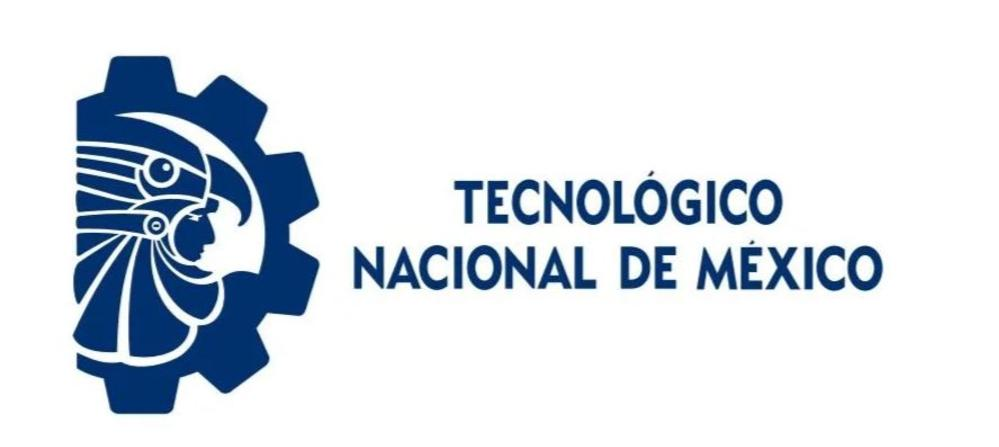 TECNOLÓGICO
NACIONAL DE MÉXICO